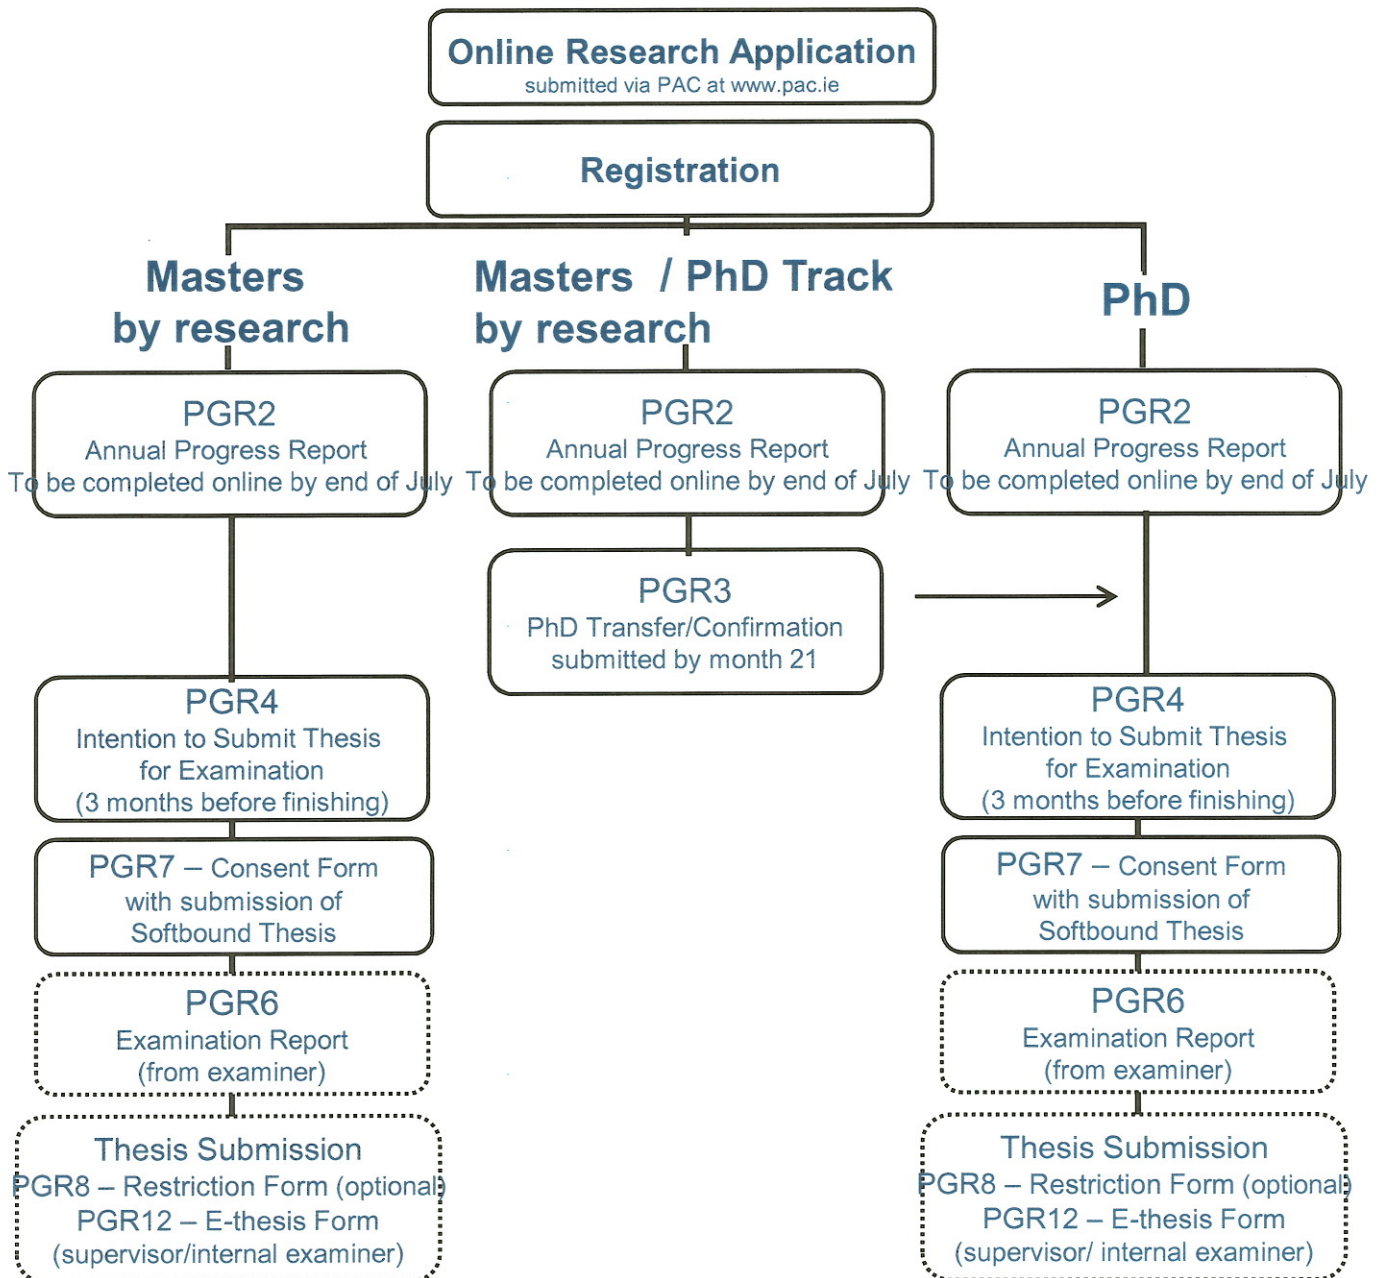 Online Research Application
submitted via PAC at www.pac.ie
Registration
Masters
by research
PGR2
Annual Progress Report
To be completed online by end of July
PGR4
Intention to Submit Thesis
for Examination
(3 months before finishing)
PGR7 – Consent Form
with submission of
Softbound Thesis
PGR6
Examination Report
(from examiner)
Thesis Submission
PGR8 – Restriction Form (optional)
PGR12 – E-thesis Form
(supervisor/internal examiner)
Masters / PhD Track
by research
PGR2
Annual Progress Report
To be completed online by end of July
PGR3
PhD Transfer/Confirmation
submitted by month 21
PhD
PGR2
Annual Progress Report
To be completed online by end of July
PGR4
Intention to Submit Thesis
for Examination
(3 months before finishing)
PGR7 – Consent Form
with submission of
Softbound Thesis
PGR6
Examination Report
(from examiner)
Thesis Submission
PGR8 – Restriction Form (optional)
PGR12 – E-thesis Form
(supervisor/ internal examiner)